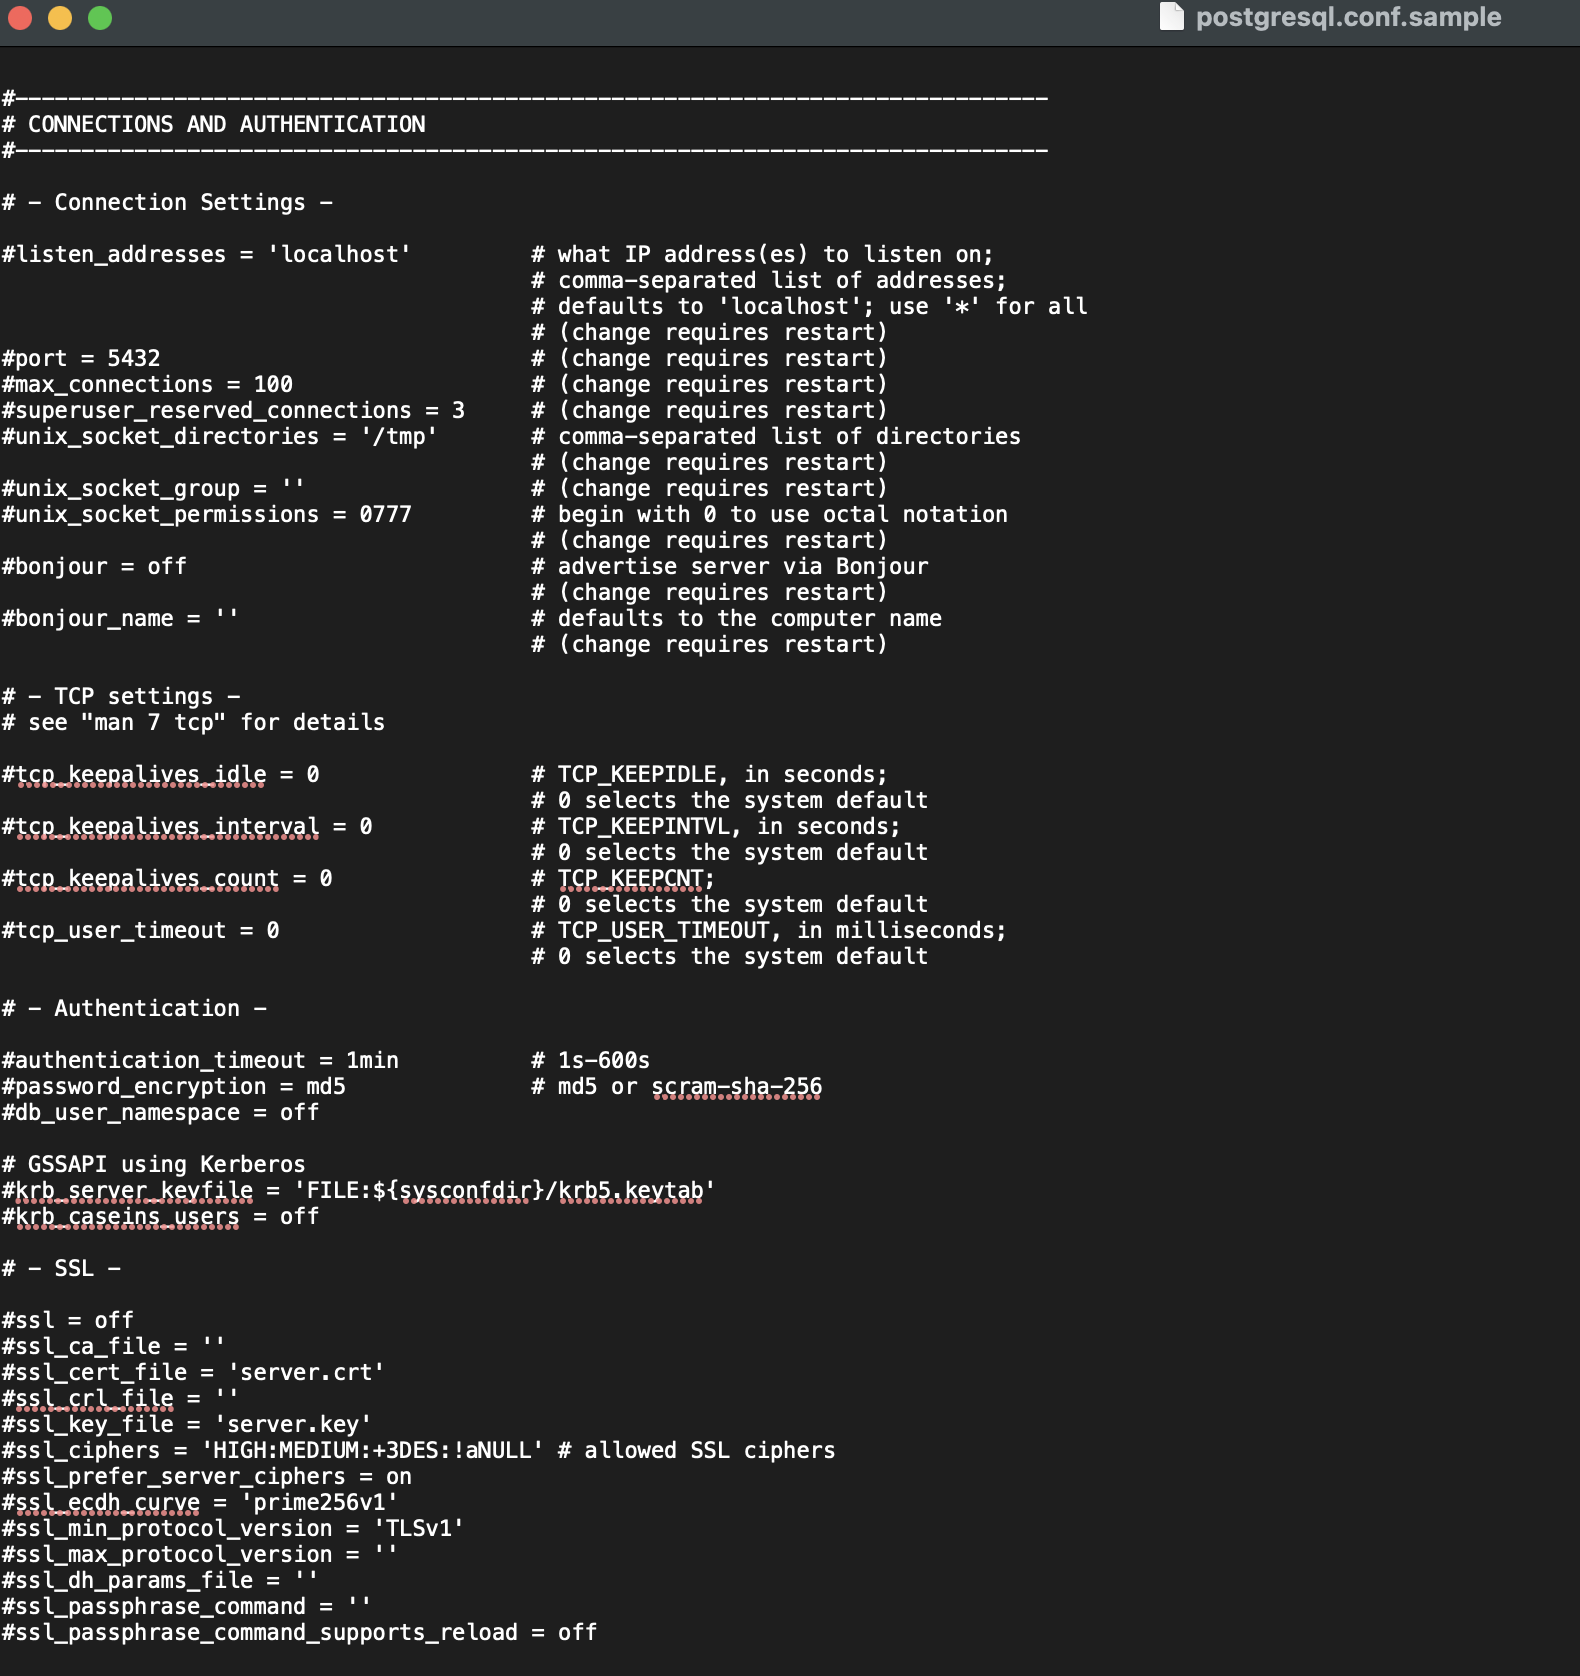 postgresql.conf.sample
#------------------------------------------------------------------------------
# CONNECTIONS AND AUTHENTICATION
#------------------------------------------------------------------------------
# - Connection Settings -
#listen_addresses = 'localhost'         # what IP address(es) to listen on;
                                        # comma-separated list of addresses;
                                        # defaults to 'localhost'; use '*' for all
                                        # (change requires restart)
#port = 5432                            # (change requires restart)
#max_connections = 100                  # (change requires restart)
#superuser_reserved_connections = 3     # (change requires restart)
#unix_socket_directories = '/tmp'       # comma-separated list of directories
                                        # (change requires restart)
#unix_socket_group = ''                 # (change requires restart)
#unix_socket_permissions = 0777         # begin with 0 to use octal notation
                                        # (change requires restart)
#bonjour = off                          # advertise server via Bonjour
                                        # (change requires restart)
#bonjour_name = ''                      # defaults to the computer name
                                        # (change requires restart)
# - TCP settings -
# see "man 7 tcp" for details
#tcp_keepalives_idle = 0                # TCP_KEEPIDLE, in seconds;
                                        # 0 selects the system default
#tcp_keepalives_interval = 0            # TCP_KEEPINTVL, in seconds;
                                        # 0 selects the system default
#tcp_keepalives_count = 0               # TCP_KEEPCNT;
                                        # 0 selects the system default
#tcp_user_timeout = 0                   # TCP_USER_TIMEOUT, in milliseconds;
                                        # 0 selects the system default
# - Authentication -
#authentication_timeout = 1min          # 1s-600s
#password_encryption = md5              # md5 or scram-sha-256
#db_user_namespace = off
# GSSAPI using Kerberos
#krb_server_keyfile = 'FILE:${sysconfdir}/krb5.keytab'
#krb_caseins_users = off
# - SSL -
#ssl = off
#ssl_ca_file = ''
#ssl_cert_file = 'server.crt'
#ssl_crl_file = ''
#ssl_key_file = 'server.key'
#ssl_ciphers = 'HIGH:MEDIUM:+3DES:!aNULL' # allowed SSL ciphers
#ssl_prefer_server_ciphers = on
#ssl_ecdh_curve = 'prime256v1'
#ssl_min_protocol_version = 'TLSv1'
#ssl_max_protocol_version = ''
#ssl_dh_params_file = ''
#ssl_passphrase_command = ''
#ssl_passphrase_command_supports_reload = off